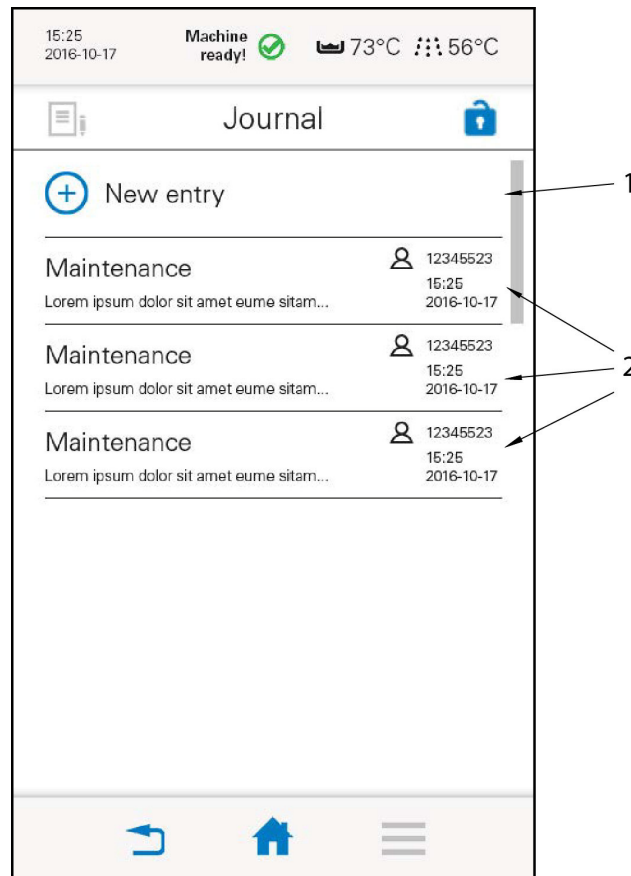 15:25
2016-10-17
Machine
ready!
73°C
56°C
Journal
New entry
1
Maintenance
12345523
15:25
Lorem ipsum dolor sit amet eume sitam...
2016-10-17
2
Maintenance
12345523
15:25
Lorem ipsum dolor sit amet eume sitam...
2016-10-17
Maintenance
12345523
15:25
Lorem ipsum dolor sit amet eume sitam...
2016-10-17